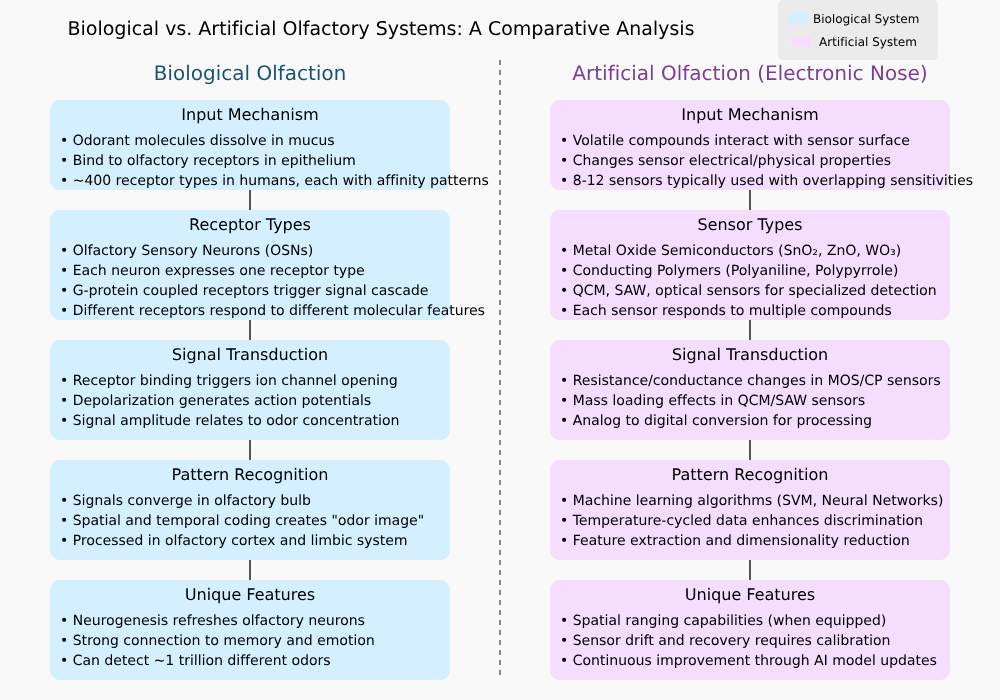 Biological vs. Artificial Olfactory Systems: A Comparative Analysis
Biological System
Artificial System
Biological Olfaction
Input Mechanism
• Odorant molecules dissolve in mucus
• Bind to olfactory receptors in epithelium
• ~400 receptor types in humans, each with affinity patterns
Receptor Types
• Olfactory Sensory Neurons (OSNs)
• Each neuron expresses one receptor type
• G-protein coupled receptors trigger signal cascade
• Different receptors respond to different molecular features
Signal Transduction
• Receptor binding triggers ion channel opening
• Depolarization generates action potentials
• Signal amplitude relates to odor concentration
Pattern Recognition
• Signals converge in olfactory bulb
• Spatial and temporal coding creates "odor image"
• Processed in olfactory cortex and limbic system
Unique Features
• Neurogenesis refreshes olfactory neurons
• Strong connection to memory and emotion
• Can detect ~1 trillion different odors
Artificial Olfaction (Electronic Nose)
Input Mechanism
• Volatile compounds interact with sensor surface
• Changes sensor electrical/physical properties
• 8-12 sensors typically used with overlapping sensitivities
Sensor Types
• Metal Oxide Semiconductors (SnO₂, ZnO, WO₃)
• Conducting Polymers (Polyaniline, Polypyrrole)
• QCM, SAW, optical sensors for specialized detection
• Each sensor responds to multiple compounds
Signal Transduction
• Resistance/conductance changes in MOS/CP sensors
• Mass loading effects in QCM/SAW sensors
• Analog to digital conversion for processing
Pattern Recognition
• Machine learning algorithms (SVM, Neural Networks)
• Temperature-cycled data enhances discrimination
• Feature extraction and dimensionality reduction
Unique Features
• Spatial ranging capabilities (when equipped)
• Sensor drift and recovery requires calibration
• Continuous improvement through AI model updates